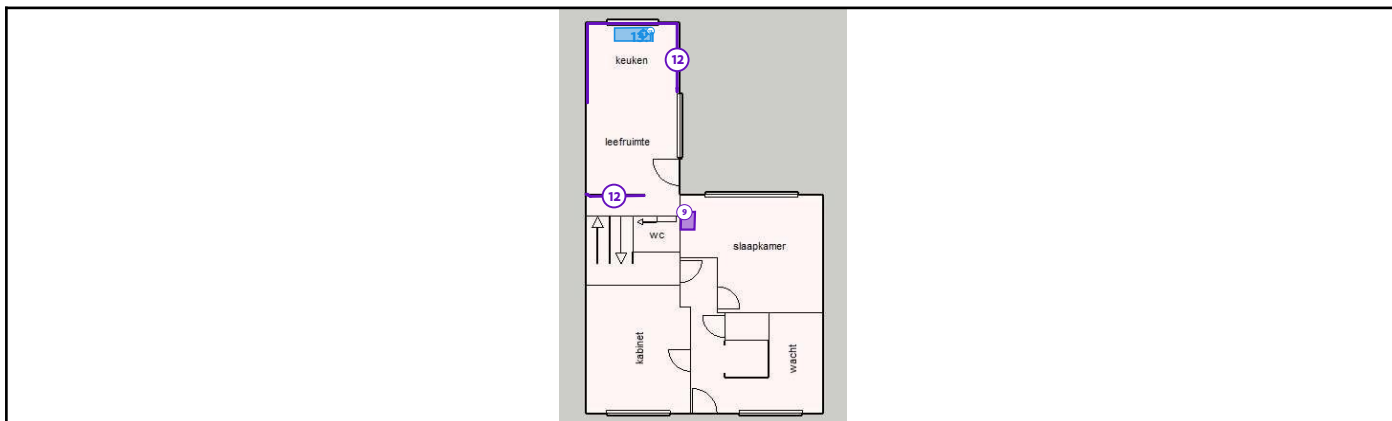 keuken
12
leefruimte
12
9
wc
slaapkamer
kabinet
wacht